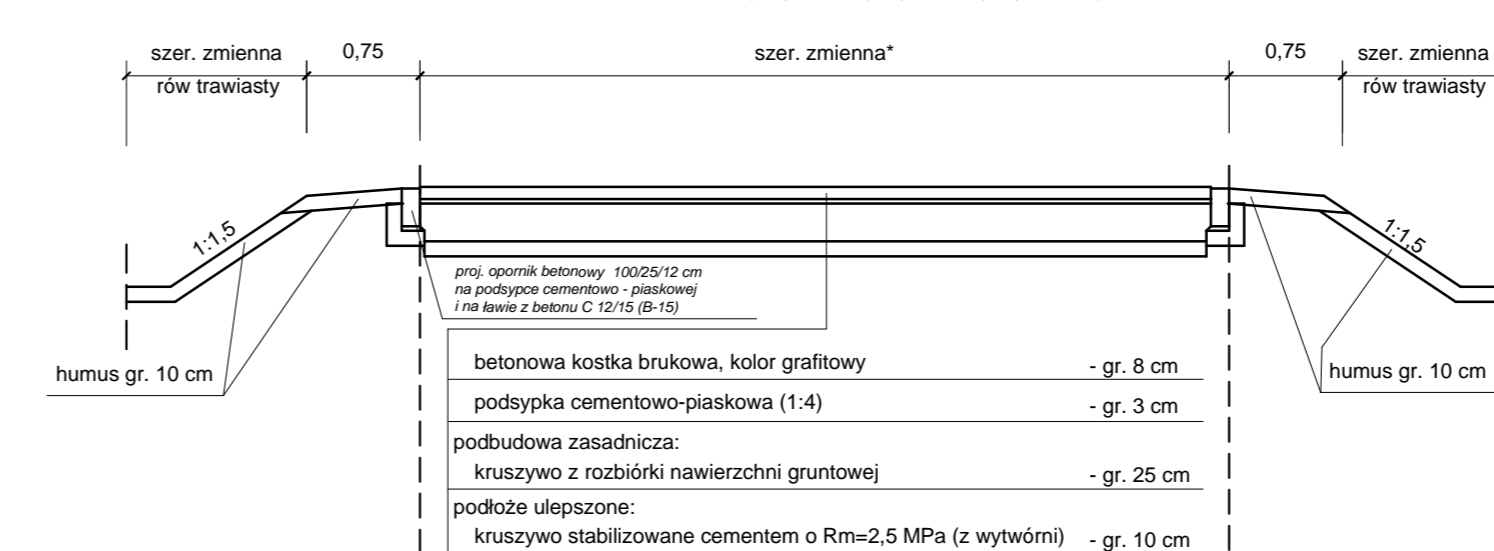 szer. zmienna 0,75 szer. zmienna* 0,75 szer. zmienna
rów trawiasty rów trawiasty
1:1,5 1:1,5
proj. opornik betonowy 100/25/12 cm
na podsypce cementowo - piaskowej
i na ławie z betonu C 12/15 (B-15)
humus gr. 10 cm humus gr. 10 cm
betonowa kostka brukowa, kolor grafitowy - gr. 8 cm
podsypka cementowo-piaskowa (1:4) - gr. 3 cm
podbudowa zasadnicza:
kruszywo z rozbiórki nawierzchni gruntowej - gr. 25 cm
podłoże ulepszone:
kruszywo stabilizowane cementem o Rm=2,5 MPa (z wytwórni) - gr. 10 cm